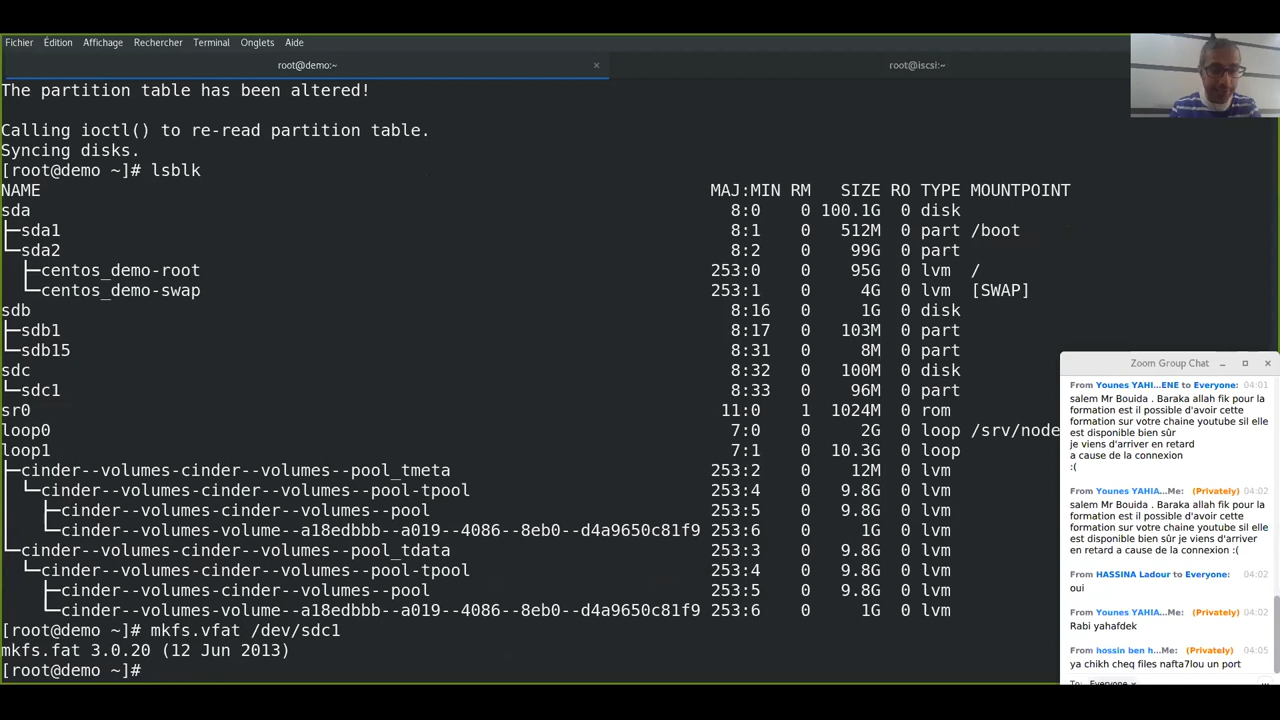 Fichier Édition Affichage Rechercher Terminal Onglets Aide
root@demo:~ × root@iscsi:~
The partition table has been altered!
Calling ioctl() to re-read partition table.
Syncing disks.
[root@demo ~]# lsblk
NAME MAJ:MIN RM SIZE RO TYPE MOUNTPOINT
sda 8:0 0 100.1G 0 disk
├─sda1 8:1 0 512M 0 part /boot
└─sda2 8:2 0 99G 0 part
├─centos_demo-root 253:0 0 95G 0 lvm /
└─centos_demo-swap 253:1 0 4G 0 lvm [SWAP]
sdb 8:16 0 1G 0 disk
├─sdb1 8:17 0 103M 0 part
└─sdb15 8:31 0 8M 0 part
sdc 8:32 0 100M 0 disk
└─sdc1 8:33 0 96M 0 part
sr0 11:0 1 1024M 0 rom
loop0 7:0 0 2G 0 loop /srv/node
loop1 7:1 0 10.3G 0 loop
├─cinder--volumes-cinder--volumes--pool_tmeta 253:2 0 12M 0 lvm
│ └─cinder--volumes-cinder--volumes--pool-tpool 253:4 0 9.8G 0 lvm
│ ├─cinder--volumes-cinder--volumes--pool 253:5 0 9.8G 0 lvm
│ └─cinder--volumes-volume--a18edbbb--a019--4086--8eb0--d4a9650c81f9 253:6 0 1G 0 lvm
└─cinder--volumes-cinder--volumes--pool_tdata 253:3 0 9.8G 0 lvm
└─cinder--volumes-cinder--volumes--pool-tpool 253:4 0 9.8G 0 lvm
├─cinder--volumes-cinder--volumes--pool 253:5 0 9.8G 0 lvm
└─cinder--volumes-volume--a18edbbb--a019--4086--8eb0--d4a9650c81f9 253:6 0 1G 0 lvm
[root@demo ~]# mkfs.vfat /dev/sdc1
mkfs.fat 3.0.20 (12 Jun 2013)
[root@demo ~]#
Zoom Group Chat
From Younes YAHI...ENE to Everyone: 04:01
salem Mr Bouida . Baraka allah fik pour la
formation est il possible d'avoir cette
formation sur votre chaine youtube sil elle
est disponible bien sûr
je viens d'arriver en retard
a cause de la connexion
:(
From Younes YAHIA...Me: (Privately) 04:02
salem Mr Bouida . Baraka allah fik pour la
formation est il possible d'avoir cette
formation sur votre chaine youtube sil elle
est disponible bien sûr je viens d'arriver
en retard a cause de la connexion :(
From HASSINA Ladour to Everyone: 04:02
oui
From Younes YAHIA...Me: (Privately) 04:02
Rabi yahafdek
From hossin ben h...Me: (Privately) 04:05
ya chikh cheq files nafta7lou un port
To: Everyone